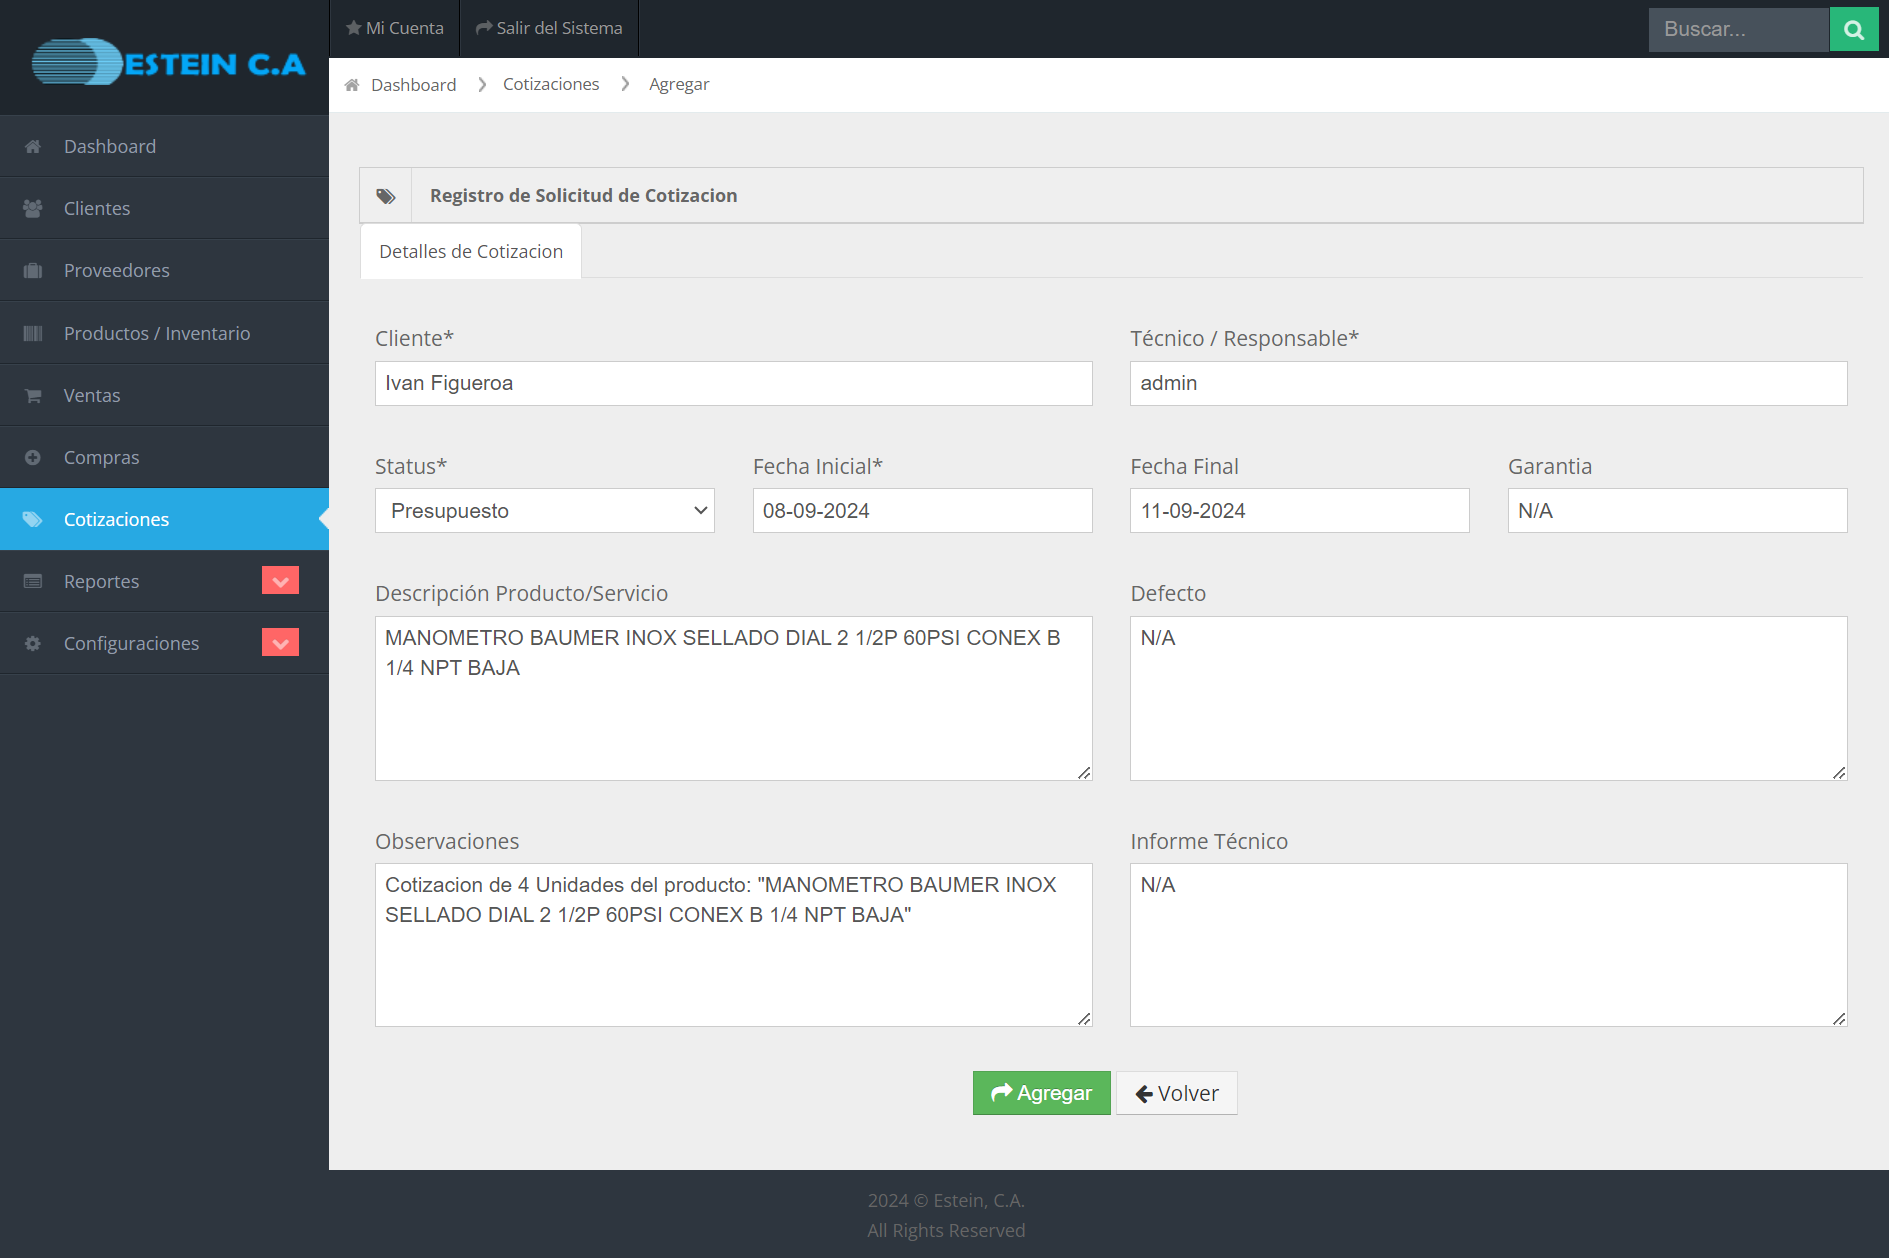 ESTEIN C.A
Mi Cuenta
Salir del Sistema
Buscar...
Dashboard
Cotizaciones
Agregar
Dashboard
Clientes
Proveedores
Productos / Inventario
Ventas
Compras
Cotizaciones
Reportes
Configuraciones
Registro de Solicitud de Cotizacion
Detalles de Cotizacion
Cliente*
Técnico / Responsable*
Ivan Figueroa
admin
Status*
Fecha Inicial*
Fecha Final
Garantia
Presupuesto
08-09-2024
11-09-2024
N/A
Descripción Producto/Servicio
Defecto
MANOMETRO BAUMER INOX SELLADO DIAL 2 1/2P 60PSI CONEX B
1/4 NPT BAJA
N/A
Observaciones
Informe Técnico
Cotizacion de 4 Unidades del producto: "MANOMETRO BAUMER INOX
SELLADO DIAL 2 1/2P 60PSI CONEX B 1/4 NPT BAJA"
N/A
Agregar
Volver
2024 © Estein, C.A.
All Rights Reserved